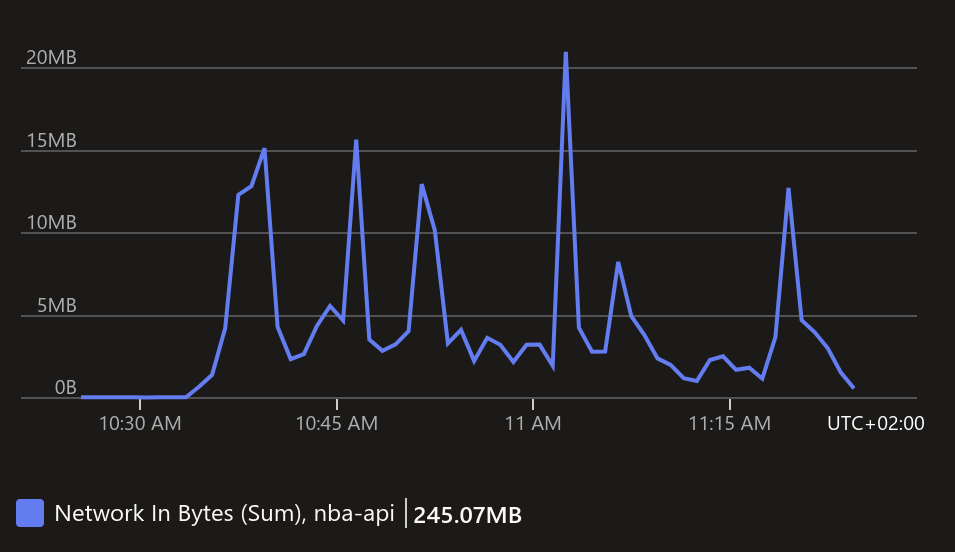 20MB
15MB
10MB
5MB
0B
10:30 AM 10:45 AM 11 AM 11:15 AM UTC+02:00
Network In Bytes (Sum), nba-api 245.07MB